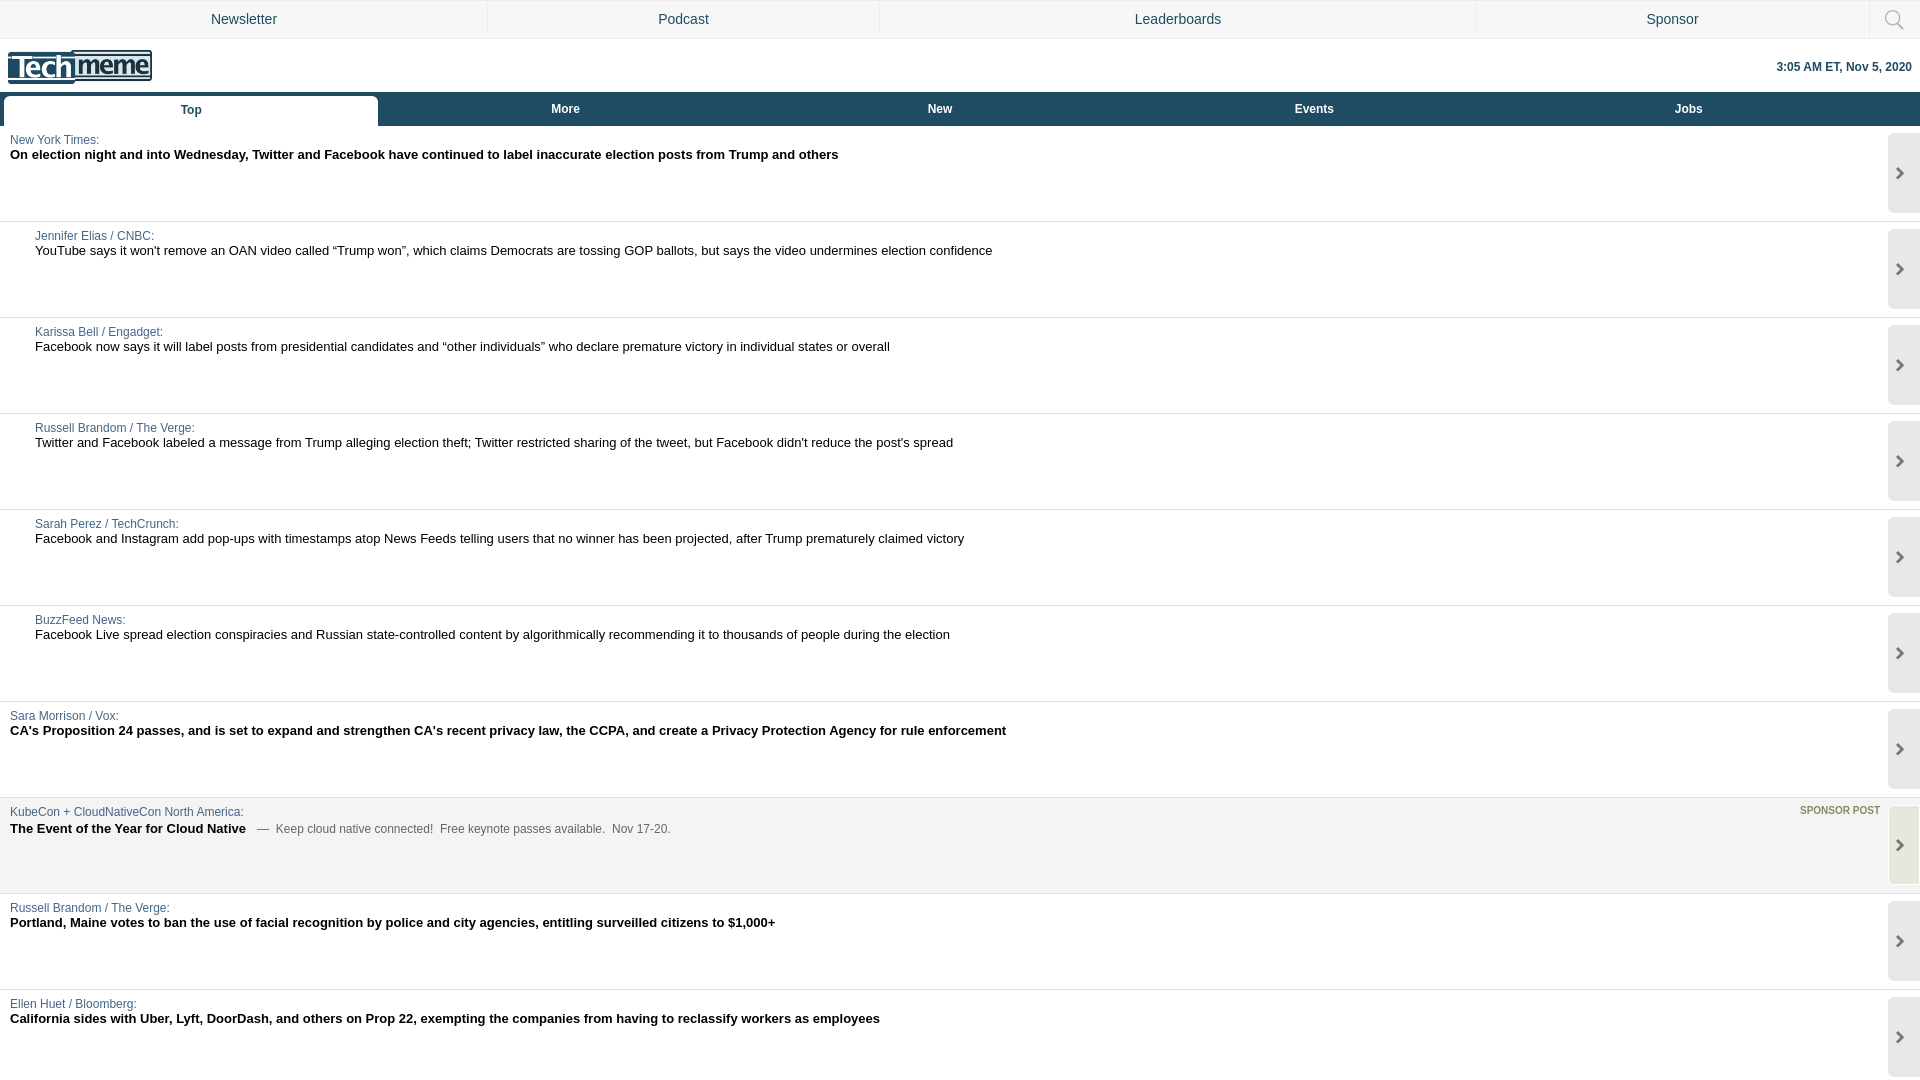 Newsletter
Podcast
Leaderboards
Sponsor
Techmeme
3:05 AM ET, Nov 5, 2020
Top
More
New
Events
Jobs
New York Times:
On election night and into Wednesday, Twitter and Facebook have continued to label inaccurate election posts from Trump and others
Jennifer Elias / CNBC:
YouTube says it won't remove an OAN video called “Trump won”, which claims Democrats are tossing GOP ballots, but says the video undermines election confidence
Karissa Bell / Engadget:
Facebook now says it will label posts from presidential candidates and “other individuals” who declare premature victory in individual states or overall
Russell Brandom / The Verge:
Twitter and Facebook labeled a message from Trump alleging election theft; Twitter restricted sharing of the tweet, but Facebook didn't reduce the post's spread
Sarah Perez / TechCrunch:
Facebook and Instagram add pop-ups with timestamps atop News Feeds telling users that no winner has been projected, after Trump prematurely claimed victory
BuzzFeed News:
Facebook Live spread election conspiracies and Russian state-controlled content by algorithmically recommending it to thousands of people during the election
Sara Morrison / Vox:
CA's Proposition 24 passes, and is set to expand and strengthen CA's recent privacy law, the CCPA, and create a Privacy Protection Agency for rule enforcement
KubeCon + CloudNativeCon North America:
SPONSOR POST
The Event of the Year for Cloud Native — Keep cloud native connected! Free keynote passes available. Nov 17-20.
Russell Brandom / The Verge:
Portland, Maine votes to ban the use of facial recognition by police and city agencies, entitling surveilled citizens to $1,000+
Ellen Huet / Bloomberg:
California sides with Uber, Lyft, DoorDash, and others on Prop 22, exempting the companies from having to reclassify workers as employees